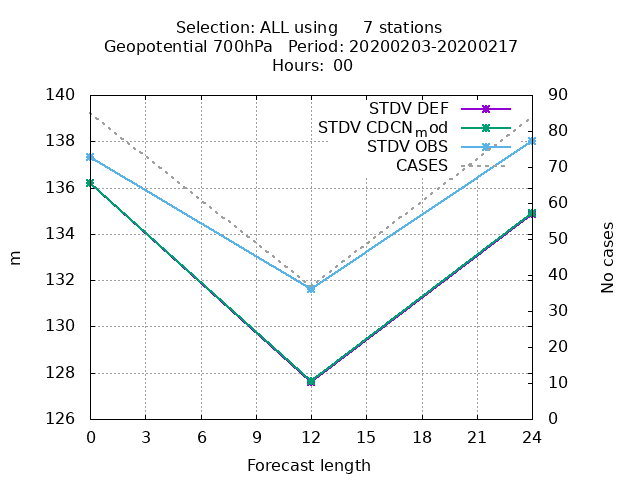 Selection: ALL using     7 stations
Geopotential 700hPa   Period: 20200203-20200217
Hours:  00
140
138
136
134
132
130
128
126
m
90
80
70
60
50
40
30
20
10
0
No cases
STDV DEF
STDV CDCNmod
STDV OBS
CASES
0 3 6 9 12 15 18 21 24
Forecast length